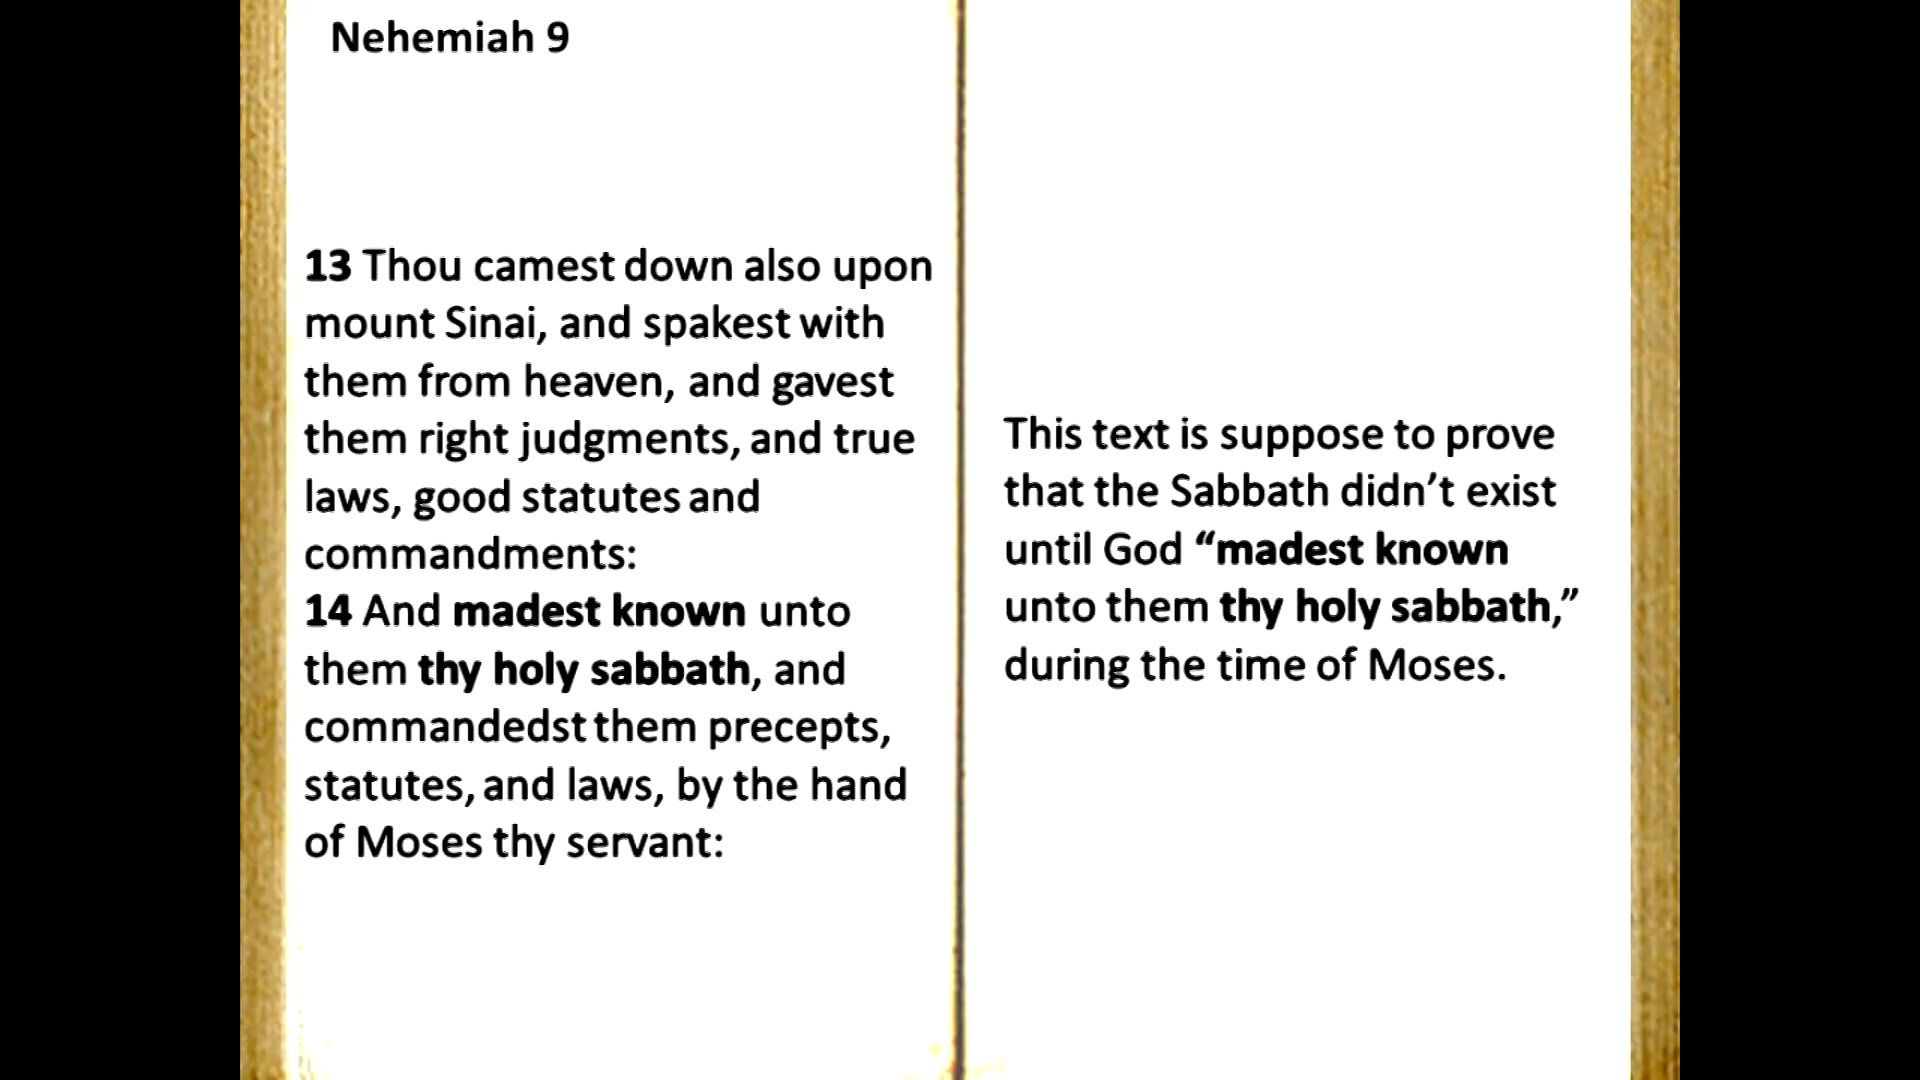 Nehemiah 9
13 Thou camest down also upon
mount Sinai, and spakest with
them from heaven, and gavest
them right judgments, and true
laws, good statutes and
commandments:
14 And madest known unto
them thy holy sabbath, and
commandedst them precepts,
statutes, and laws, by the hand
of Moses thy servant:
This text is suppose to prove
that the Sabbath didn’t exist
until God “madest known
unto them thy holy sabbath,”
during the time of Moses.